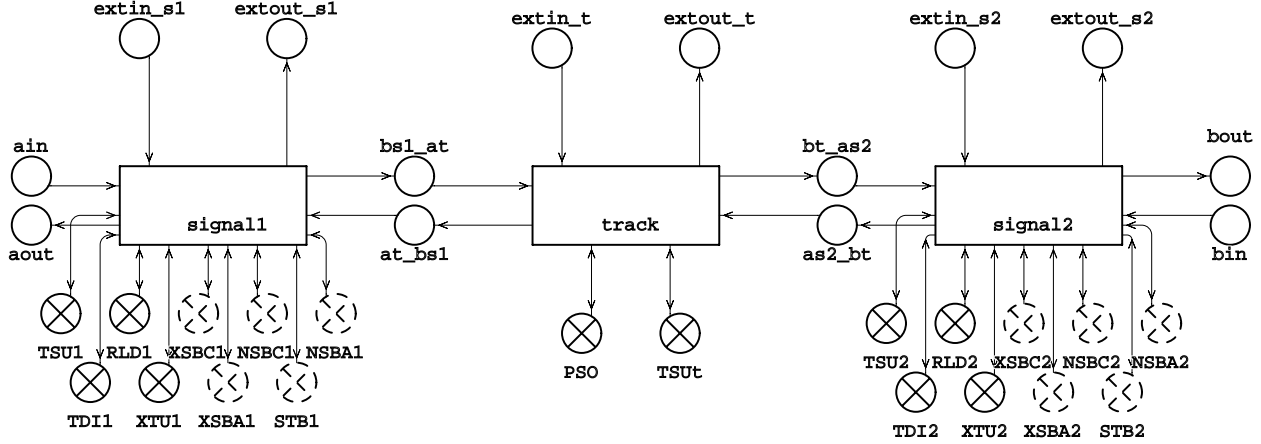 extin_s1 extout_s1 extin_t extout_t extin_s2 extout_s2
ain bs1_at bt_as2 bout
signal1 track signal2
aout at_bs1 as2_bt bin
TSU1 RLD1 XSBC1 NSBC1 NSBA1 TSU2 RLD2 XSBC2 NSBC2 NSBA2
PSO TSUt
TDI1 XTU1 XSBA1 STB1 TDI2 XTU2 XSBA2 STB2